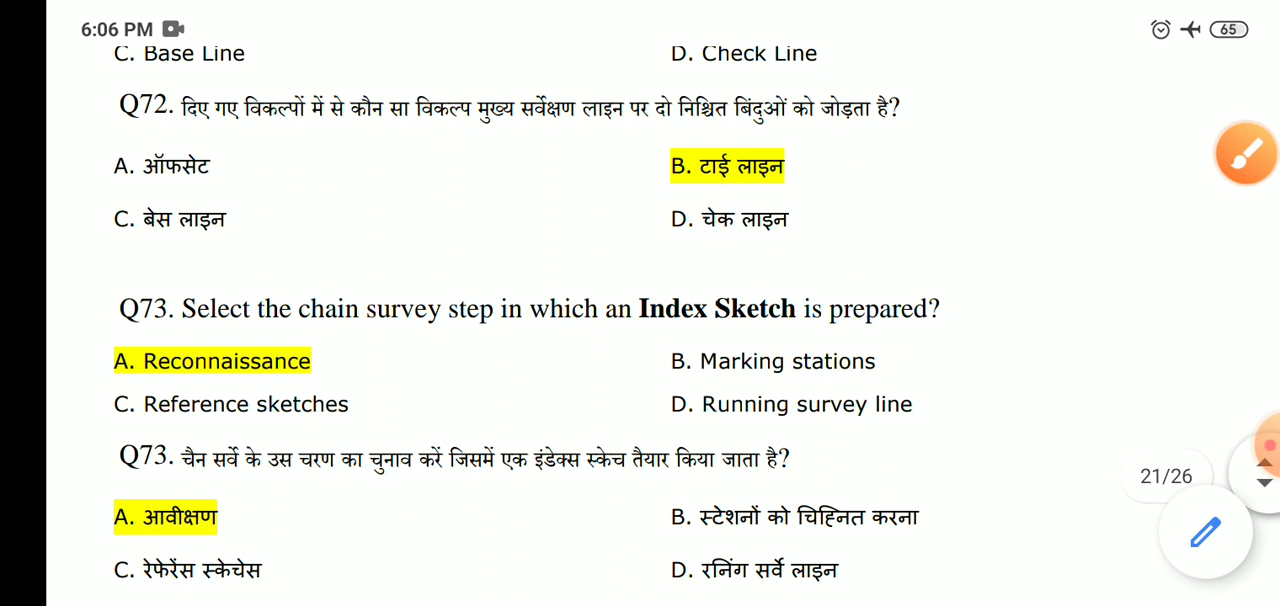 6:06 PM
65
C. Base Line D. Check Line
Q72. दिए गए विकल्पों में से कौन सा विकल्प मुख्य सर्वेक्षण लाइन पर दो निश्चित बिंदुओं को जोड़ता है?
A. ऑफसेट B. टाई लाइन
C. बेस लाइन D. चेक लाइन
Q73. Select the chain survey step in which an Index Sketch is prepared?
A. Reconnaissance B. Marking stations
C. Reference sketches D. Running survey line
Q73. चैन सर्वे के उस चरण का चुनाव करें जिसमें एक इंडेक्स स्केच तैयार किया जाता है?
21/26
A. आवीक्षण B. स्टेशनों को चिह्नित करना
C. रेफेरेंस स्केचेस D. रनिंग सर्वे लाइन